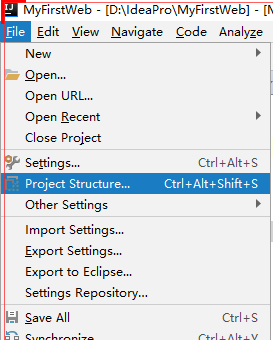 MyFirstWeb - [D:\IdeaPro\MyFirstWeb] - [M
File Edit View Navigate Code Analyze
New
Open...
Open URL...
Open Recent
Close Project
Settings... Ctrl+Alt+S
Project Structure... Ctrl+Alt+Shift+S
Other Settings
Import Settings...
Export Settings...
Export to Eclipse...
Settings Repository...
Save All Ctrl+S
Synchronize Ctrl+Alt+Y